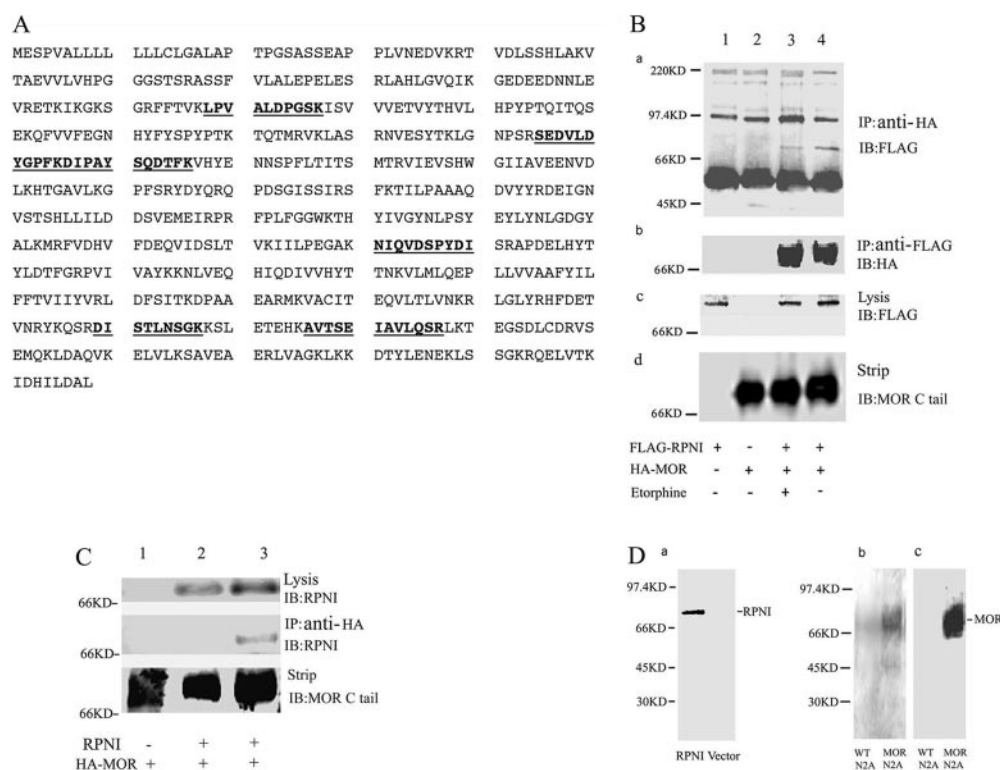 A
MESPVALLLL LLLCLGALAP TPGSASSEAP PLVNEDVKRT VDLSSHLAKV
TAEVVLVHPG GGSTSRASSF VLALEPELES RLAHLGVQIK GEDEEDNNLE
VRETKIKGKS GRFFTVKLPV ALDPGSKISV VVETVYTHVL HPYPTQITQS
EKQFVVFEGN HYFYSPYPTK TQTMRVKLAS RNVESYTKLG NPSRSEDVLD
YGPFKDIPAY SQDTFKVHYE NNSPFLTITS MTRVIEVSHW GIIAVEENVD
LKHTGAVLKG PFSRYDYQRQ PDSGISSIRS FKTILPAAAQ DVYYRDEIGN
VSTSHLLILD DSVEMEIRPR FPLFGGWKTH YIVGYNLPSY EYLYNLGDGY
ALKMRFVDHV FDEQVIDSLT VKIILPEGAK NIQVDSPYDI SRAPDELHYT
YLDTFGRPVI VAYKKNLVEQ HIQDIVVHYT TNKVLMLQEP LLVVAAFYIL
FFTVIIYVRL DFSITKDPAA EARMKVACIT EQVLTLVNKR LGLYRHFDET
VNRYKQSRDI STLNSGKKSL ETEHKAVTSE IAVLQSRLKT EGSDLCDRVS
EMQKLDAQVK ELVLKSAVEA ERLVAGKLKK DTYLENEKLS SGKRQELVTK
IDHILDAL
B
1 2 3 4
a
220KD
97.4KD
66KD
45KD
IP:anti-HA
IB:FLAG
b
66KD
IP:anti-FLAG
IB:HA
c
66KD
Lysis
IB:FLAG
d
66KD
Strip
IB:MOR C tail
FLAG-RPNI + - + +
HA-MOR - + + +
Etorphine - - + -
C
1 2 3
66KD-
Lysis
IB:RPNI
66KD-
IP:anti-HA
IB:RPNI
66KD-
Strip
IB:MOR C tail
RPNI - + +
HA-MOR + + +
D
a
97.4KD
66KD
45KD
30KD
-RPNI
RPNI Vector
b c
97.4KD
66KD
45KD
30KD
-MOR
WT MOR WT MOR
N2A N2A N2A N2A